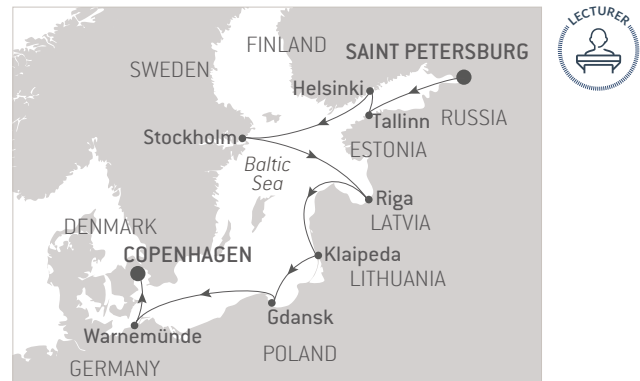 LECTURER
FINLAND
SAINT PETERSBURG
SWEDEN
Helsinki
Tallinn
RUSSIA
Stockholm
ESTONIA
Baltic
Sea
Riga
LATVIA
DENMARK
COPENHAGEN
Klaipeda
LITHUANIA
Gdansk
Warnemünde
POLAND
GERMANY